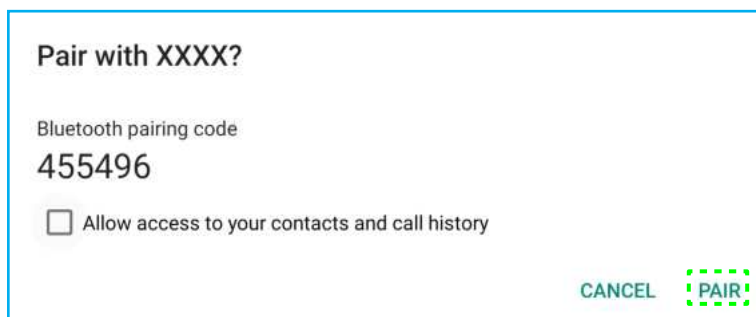 Pair with XXXX?
Bluetooth pairing code
455496
Allow access to your contacts and call history
CANCEL PAIR